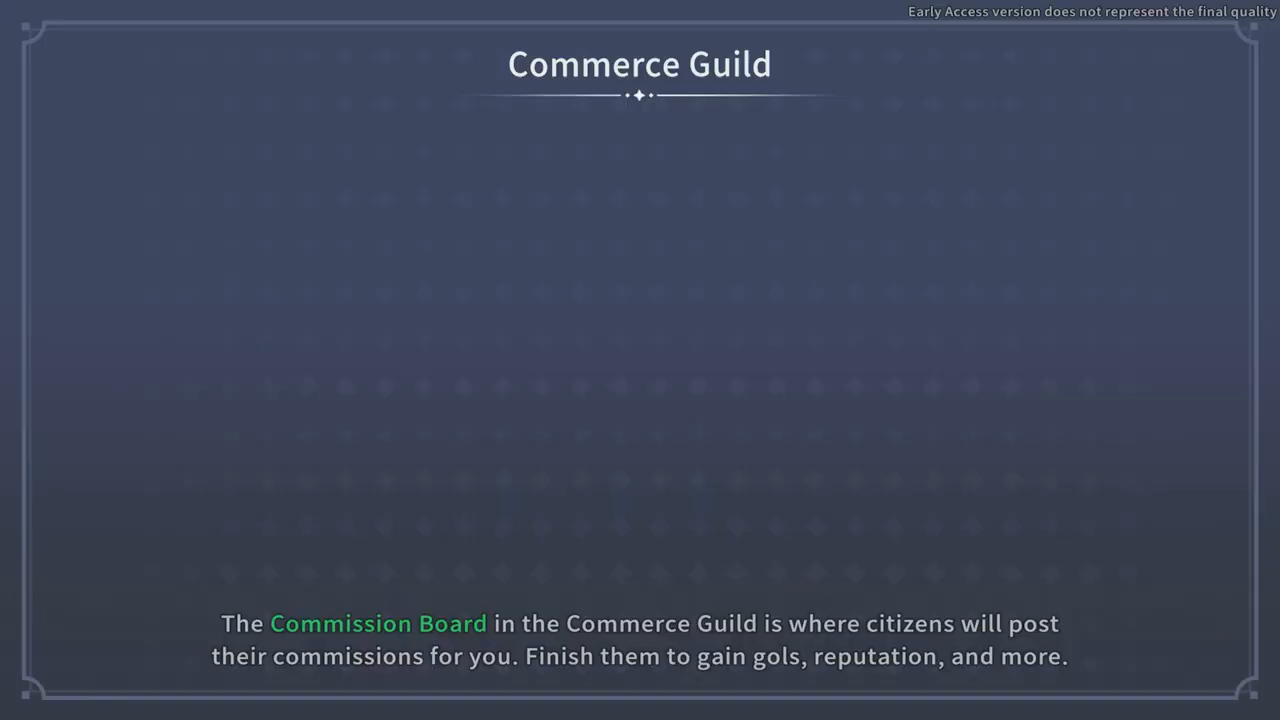 Early Access version does not represent the final quality
Commerce Guild
The Commission Board in the Commerce Guild is where citizens will post
their commissions for you. Finish them to gain gols, reputation, and more.